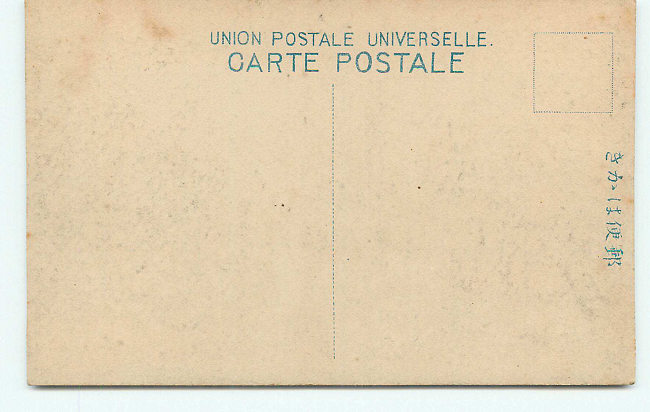 UNION POSTALE UNIVERSELLE.
CARTE POSTALE
郵便はかき